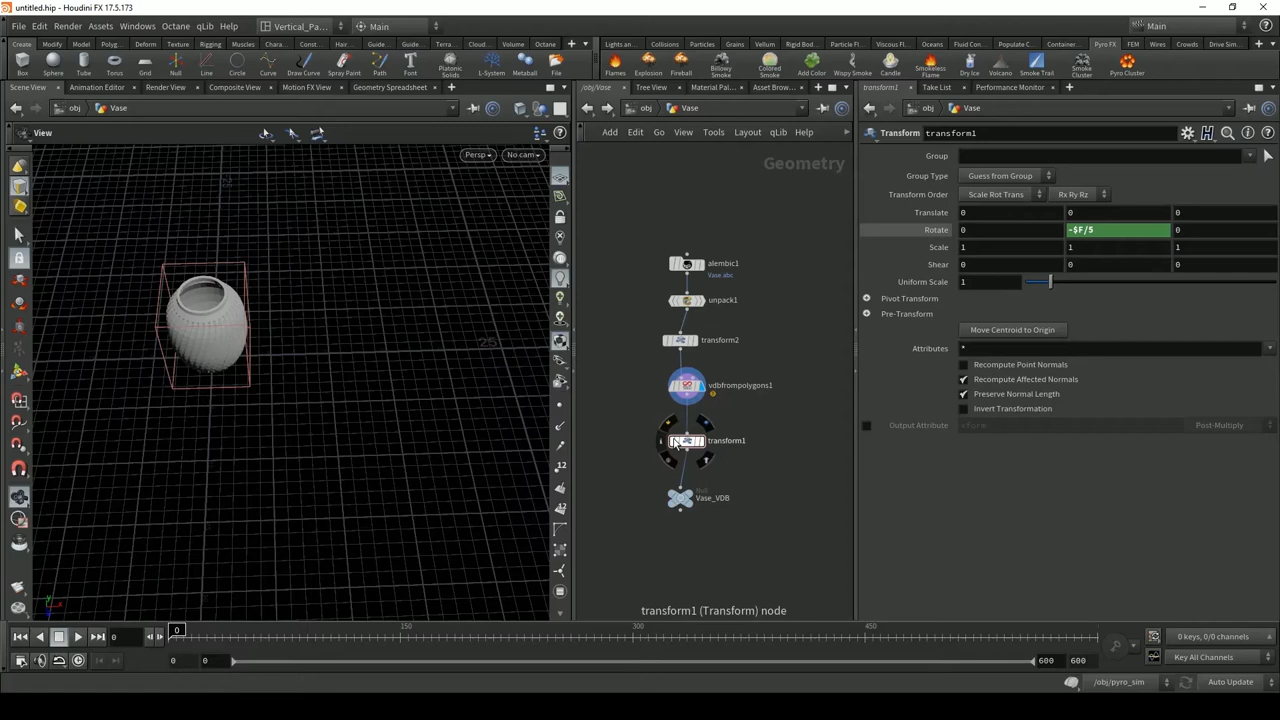 untitled.hip - Houdini FX 17.5.173
File Edit Render Assets Windows Octane qLib Help
Vertical_Pa...
Main
Main
Create Modify Model Polyg... Deform Texture Rigging Muscles Charact... Constr... Hair... Guide... Guide... Terra... Cloud... Volume Octane
Lights an... Collisions Particles Grains Vellum Rigid Bod... Particle Fl... Viscous Fl... Oceans Fluid Con... Populate C... Container... Pyro FX FEM Wires Crowds Drive Sim...
Box Sphere Tube Torus Grid Null Line Circle Curve Draw Curve Spray Paint Path Font Platonic Solids L-System Metaball File
Flames Explosion Fireball Billowy Smoke Colored Smoke Add Color Wispy Smoke Candle Smokeless Flame Dry Ice Volcano Smoke Trail Smoke Cluster Pyro Cluster
Scene View Animation Editor Render View Composite View Motion FX View Geometry Spreadsheet
/obj/Vase Tree View Material Pal... Asset Brow...
transform1 Take List Performance Monitor
obj Vase
obj Vase
obj Vase
View
Persp
No cam
Add Edit Go View Tools Layout qLib Help
Geometry
alembic1
Vase.abc
unpack1
transform2
vdbfrompolygons1
transform1
Null
Vase_VDB
transform1 (Transform) node
25
12
Transform transform1
Group
Group Type Guess from Group
Transform Order Scale Rot Trans Rx Ry Rz
Translate 0 0 0
Rotate 0 -$F/5 0
Scale 1 1 1
Shear 0 0 0
Uniform Scale 1
Pivot Transform
Pre-Transform
Move Centroid to Origin
Attributes *
Recompute Point Normals
Recompute Affected Normals
Preserve Normal Length
Invert Transformation
Output Attribute xform Post-Multiply
0
0 150 300 450
0 keys, 0/0 channels
0 0 600 600
Key All Channels
/obj/pyro_sim
Auto Update